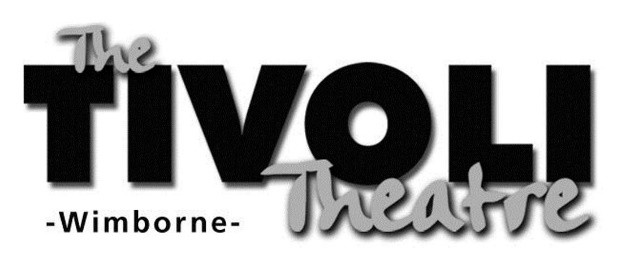 The
TIVOLI
Theatre
-Wimborne-